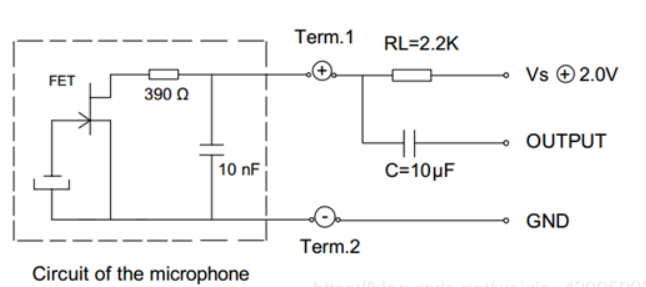 Term.1
RL=2.2K
FET
Vs ⊕ 2.0V
390 Ω
OUTPUT
10 nF
C=10μF
GND
Term.2
Circuit of the microphone